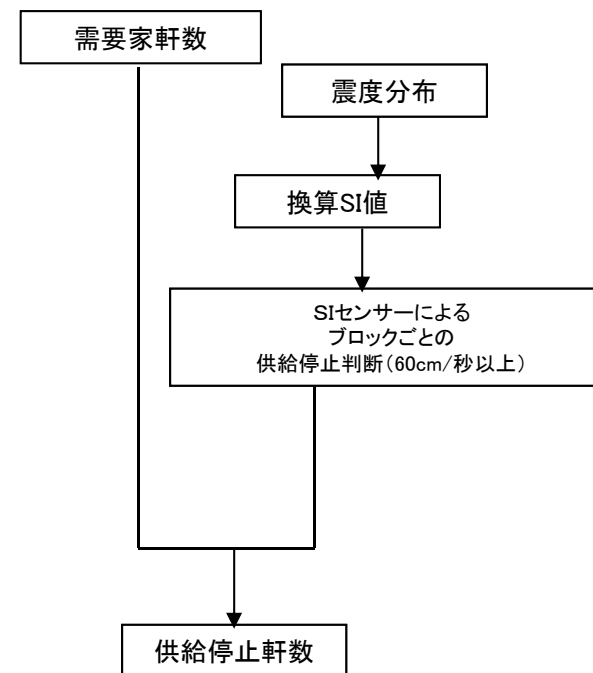 需要家軒数
震度分布
換算SI値
SIセンサーによる
ブロックごとの
供給停止判断(60cm/秒以上)
供給停止軒数